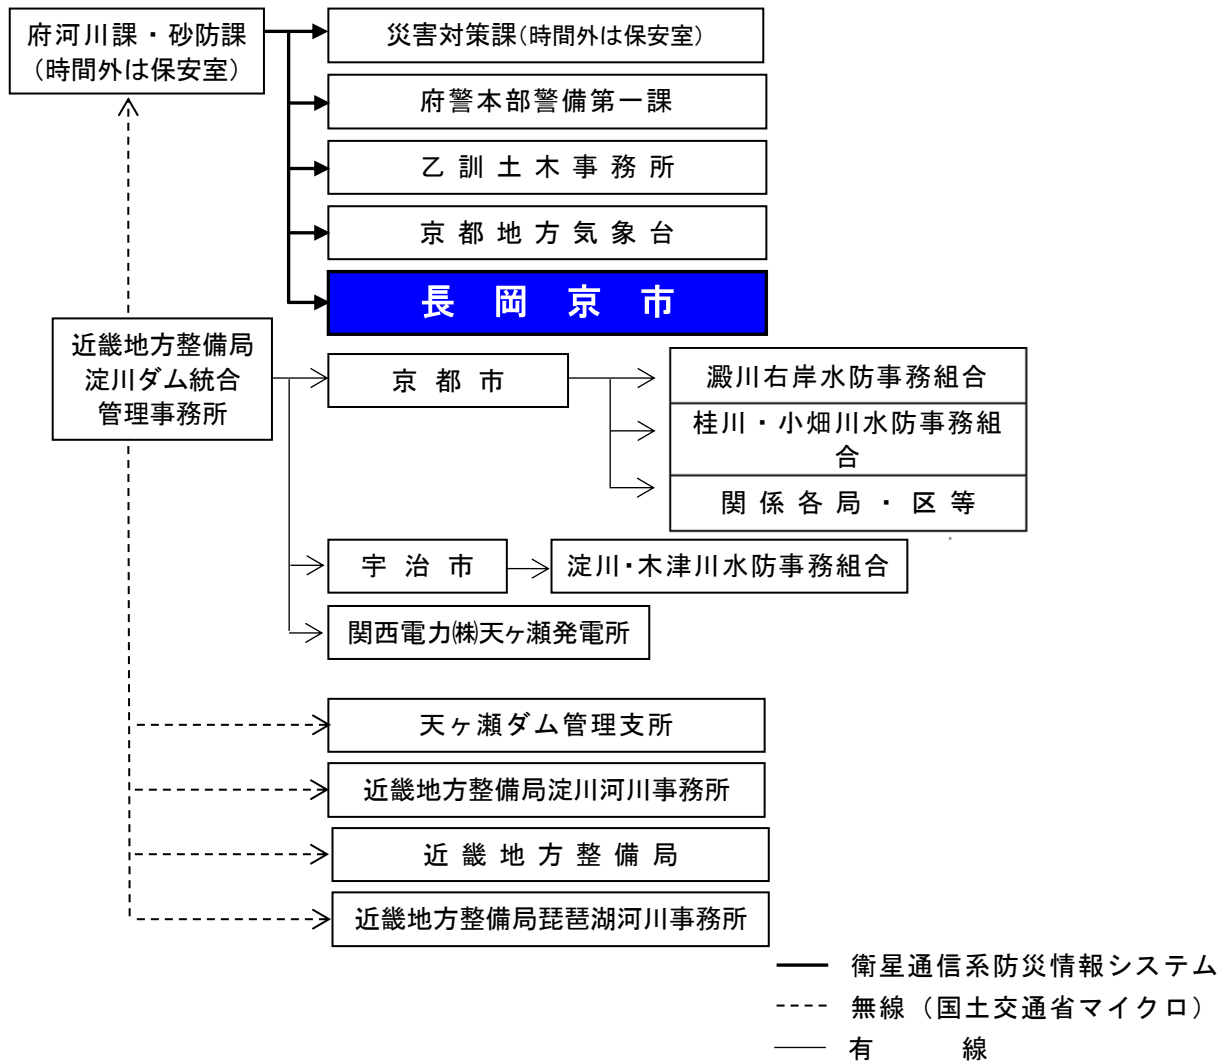 府河川課・砂防課
（時間外は保安室）
災害対策課（時間外は保安室）
府警本部警備第一課
乙訓土木事務所
京都地方気象台
長岡京市
近畿地方整備局
淀川ダム統合
管理事務所
京都市
澱川右岸水防事務組合
桂川・小畑川水防事務組
合
関係各局・区等
宇治市
淀川・木津川水防事務組合
関西電力㈱天ヶ瀬発電所
天ヶ瀬ダム管理支所
近畿地方整備局淀川河川事務所
近畿地方整備局
近畿地方整備局琵琶湖河川事務所
衛星通信系防災情報システム
無線（国土交通省マイクロ）
有　　線